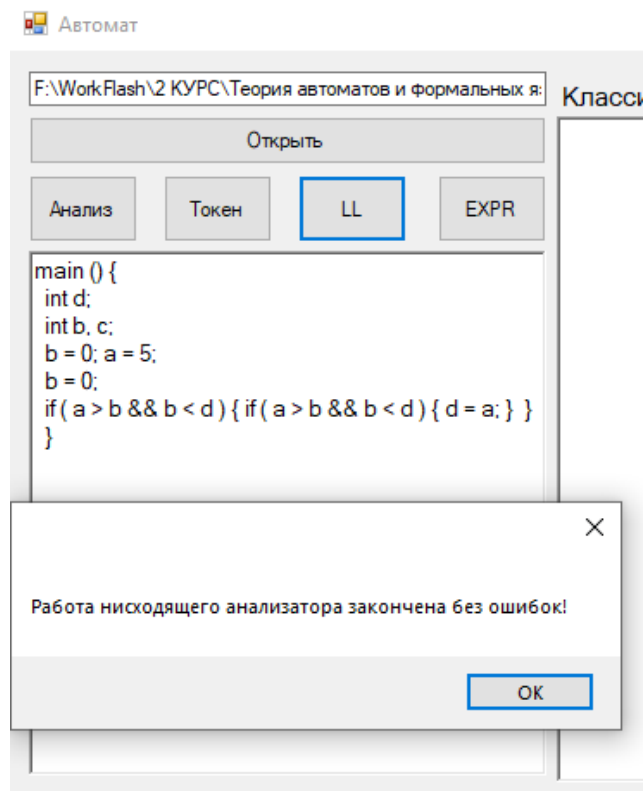 Автомат
F:\WorkFlash\2 КУРС\Теория автоматов и формальных
Открыть
Анализ Токен LL EXPR
main () {
int d;
int b, c;
b = 0; a = 5;
b = 0;
if ( a > b && b < d ) { if ( a > b && b < d ) { d = a; } }
}
Работа нисходящего анализатора закончена без ошибок!
OK